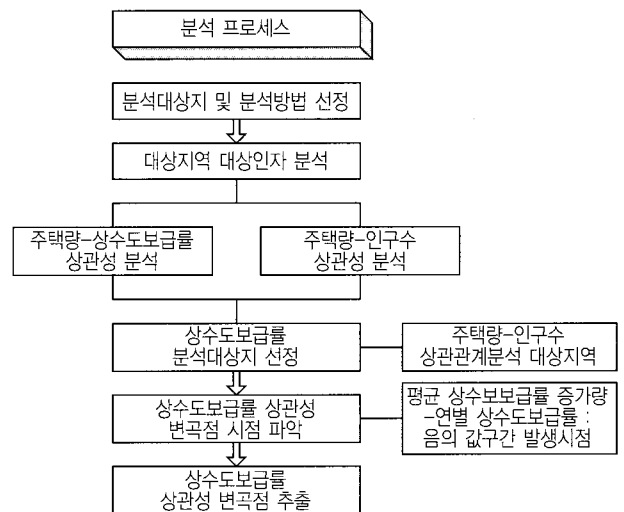 분석 프로세스
분석대상지 및 분석방법 선정
대상지역 대상인자 분석
주택량-상수도보급률
상관성 분석
주택량-인구수
상관성 분석
상수도보급률
분석대상지 선정
주택량-인구수
상관관계분석 대상지역
상수도보급률 상관성
변곡점 시점 파악
평균 상수보보급률 증가량
-연별 상수도보급률 :
음의 값구간 발생시점
상수도보급률
상관성 변곡점 추출